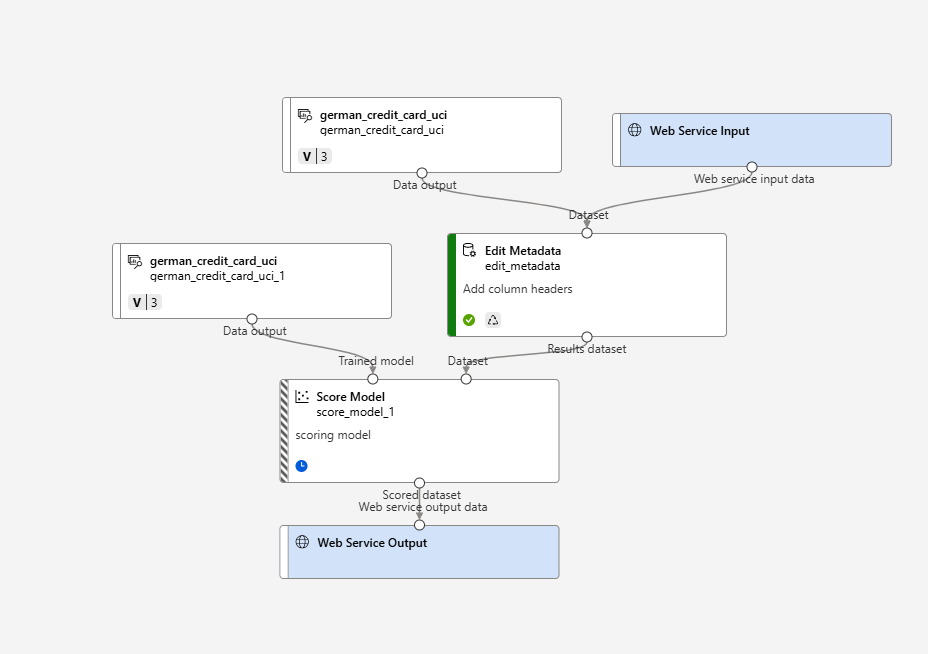 german_credit_card_uci
german_credit_card_uci
V | 3
Data output
Web Service Input
Web service input data
Dataset
Edit Metadata
edit_metadata
Add column headers
Results dataset
german_credit_card_uci
german_credit_card_uci_1
V | 3
Data output
Trained model
Dataset
Score Model
score_model_1
scoring model
Scored dataset
Web service output data
Web Service Output